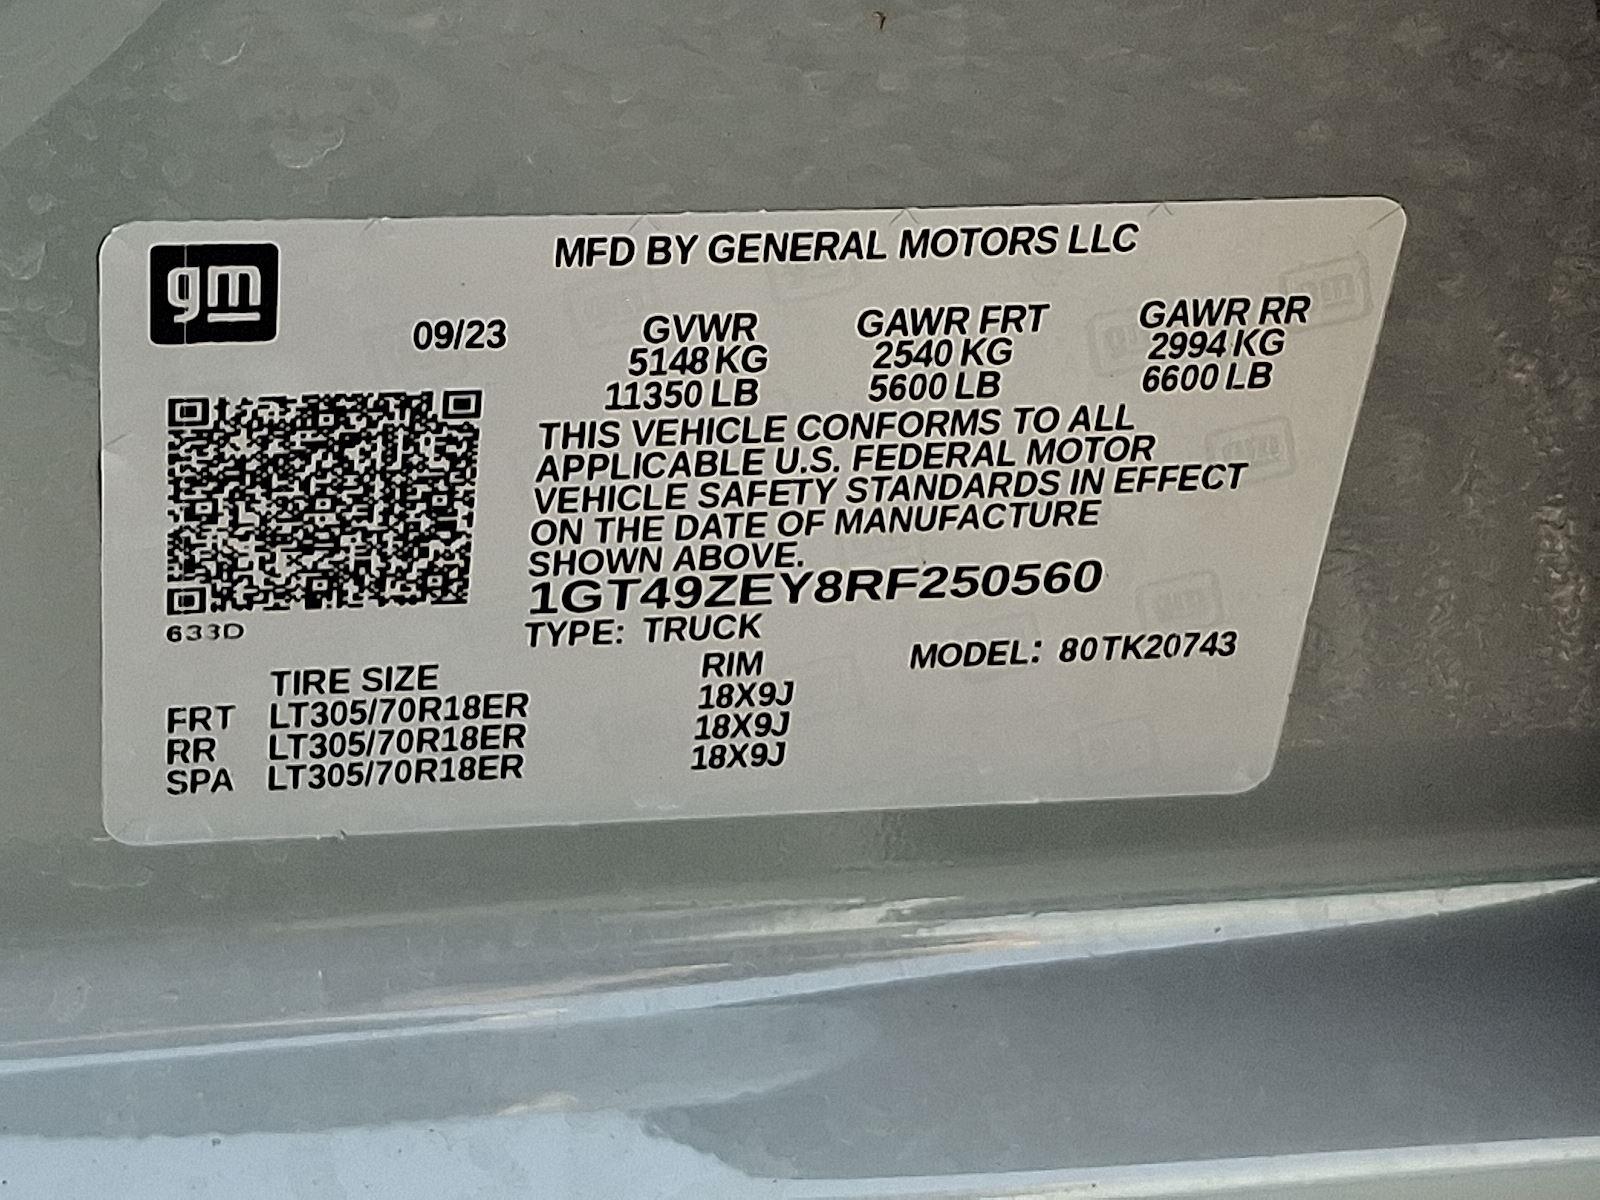 gm
MFD BY GENERAL MOTORS LLC
09/23 GVWR GAWR FRT GAWR RR
5148 KG 2540 KG 2994 KG
11350 LB 5600 LB 6600 LB
THIS VEHICLE CONFORMS TO ALL
APPLICABLE U.S. FEDERAL MOTOR
VEHICLE SAFETY STANDARDS IN EFFECT
ON THE DATE OF MANUFACTURE
SHOWN ABOVE.
1GT49ZEY8RF250560
633D
TYPE: TRUCK MODEL: 80TK20743
TIRE SIZE RIM
FRT LT305/70R18ER 18X9J
RR LT305/70R18ER 18X9J
SPA LT305/70R18ER 18X9J